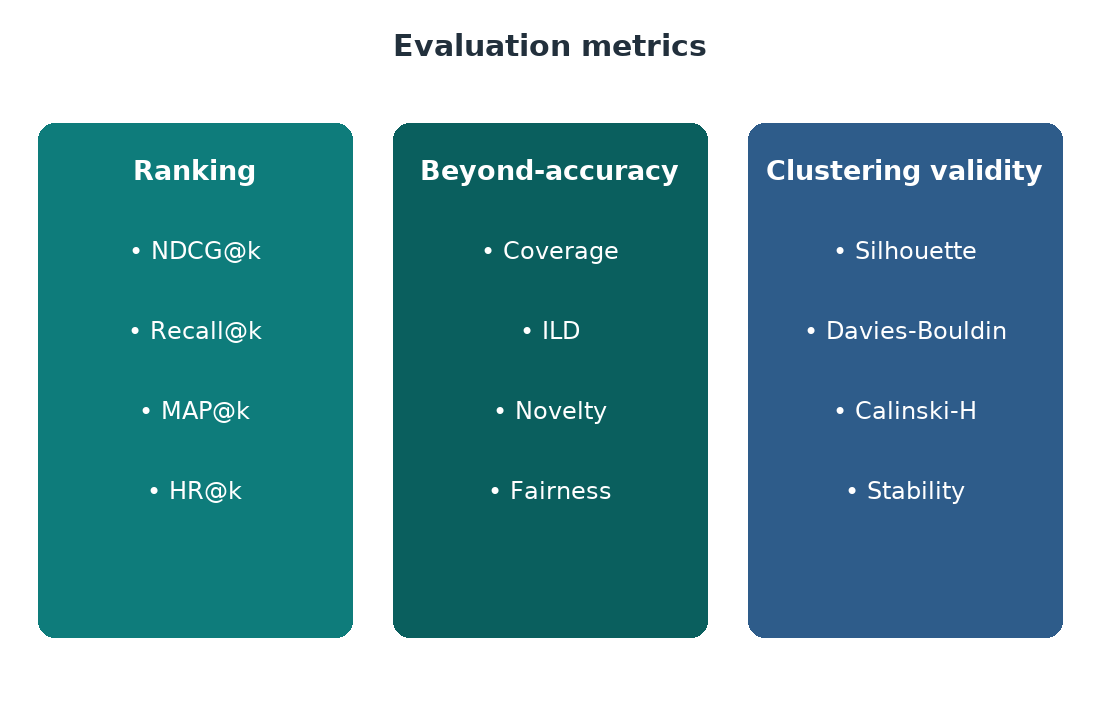 Evaluation metrics
Ranking
• NDCG@k
• Recall@k
• MAP@k
• HR@k
Beyond-accuracy
• Coverage
• ILD
• Novelty
• Fairness
Clustering validity
• Silhouette
• Davies-Bouldin
• Calinski-H
• Stability